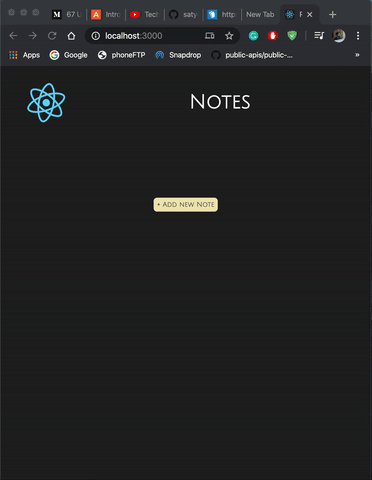 67 L
Intro
Tech
saty
http
New Tab
localhost:3000
Apps
Google
phoneFTP
Snapdrop
public-apis/public-...
»
Notes
+ Add new Note